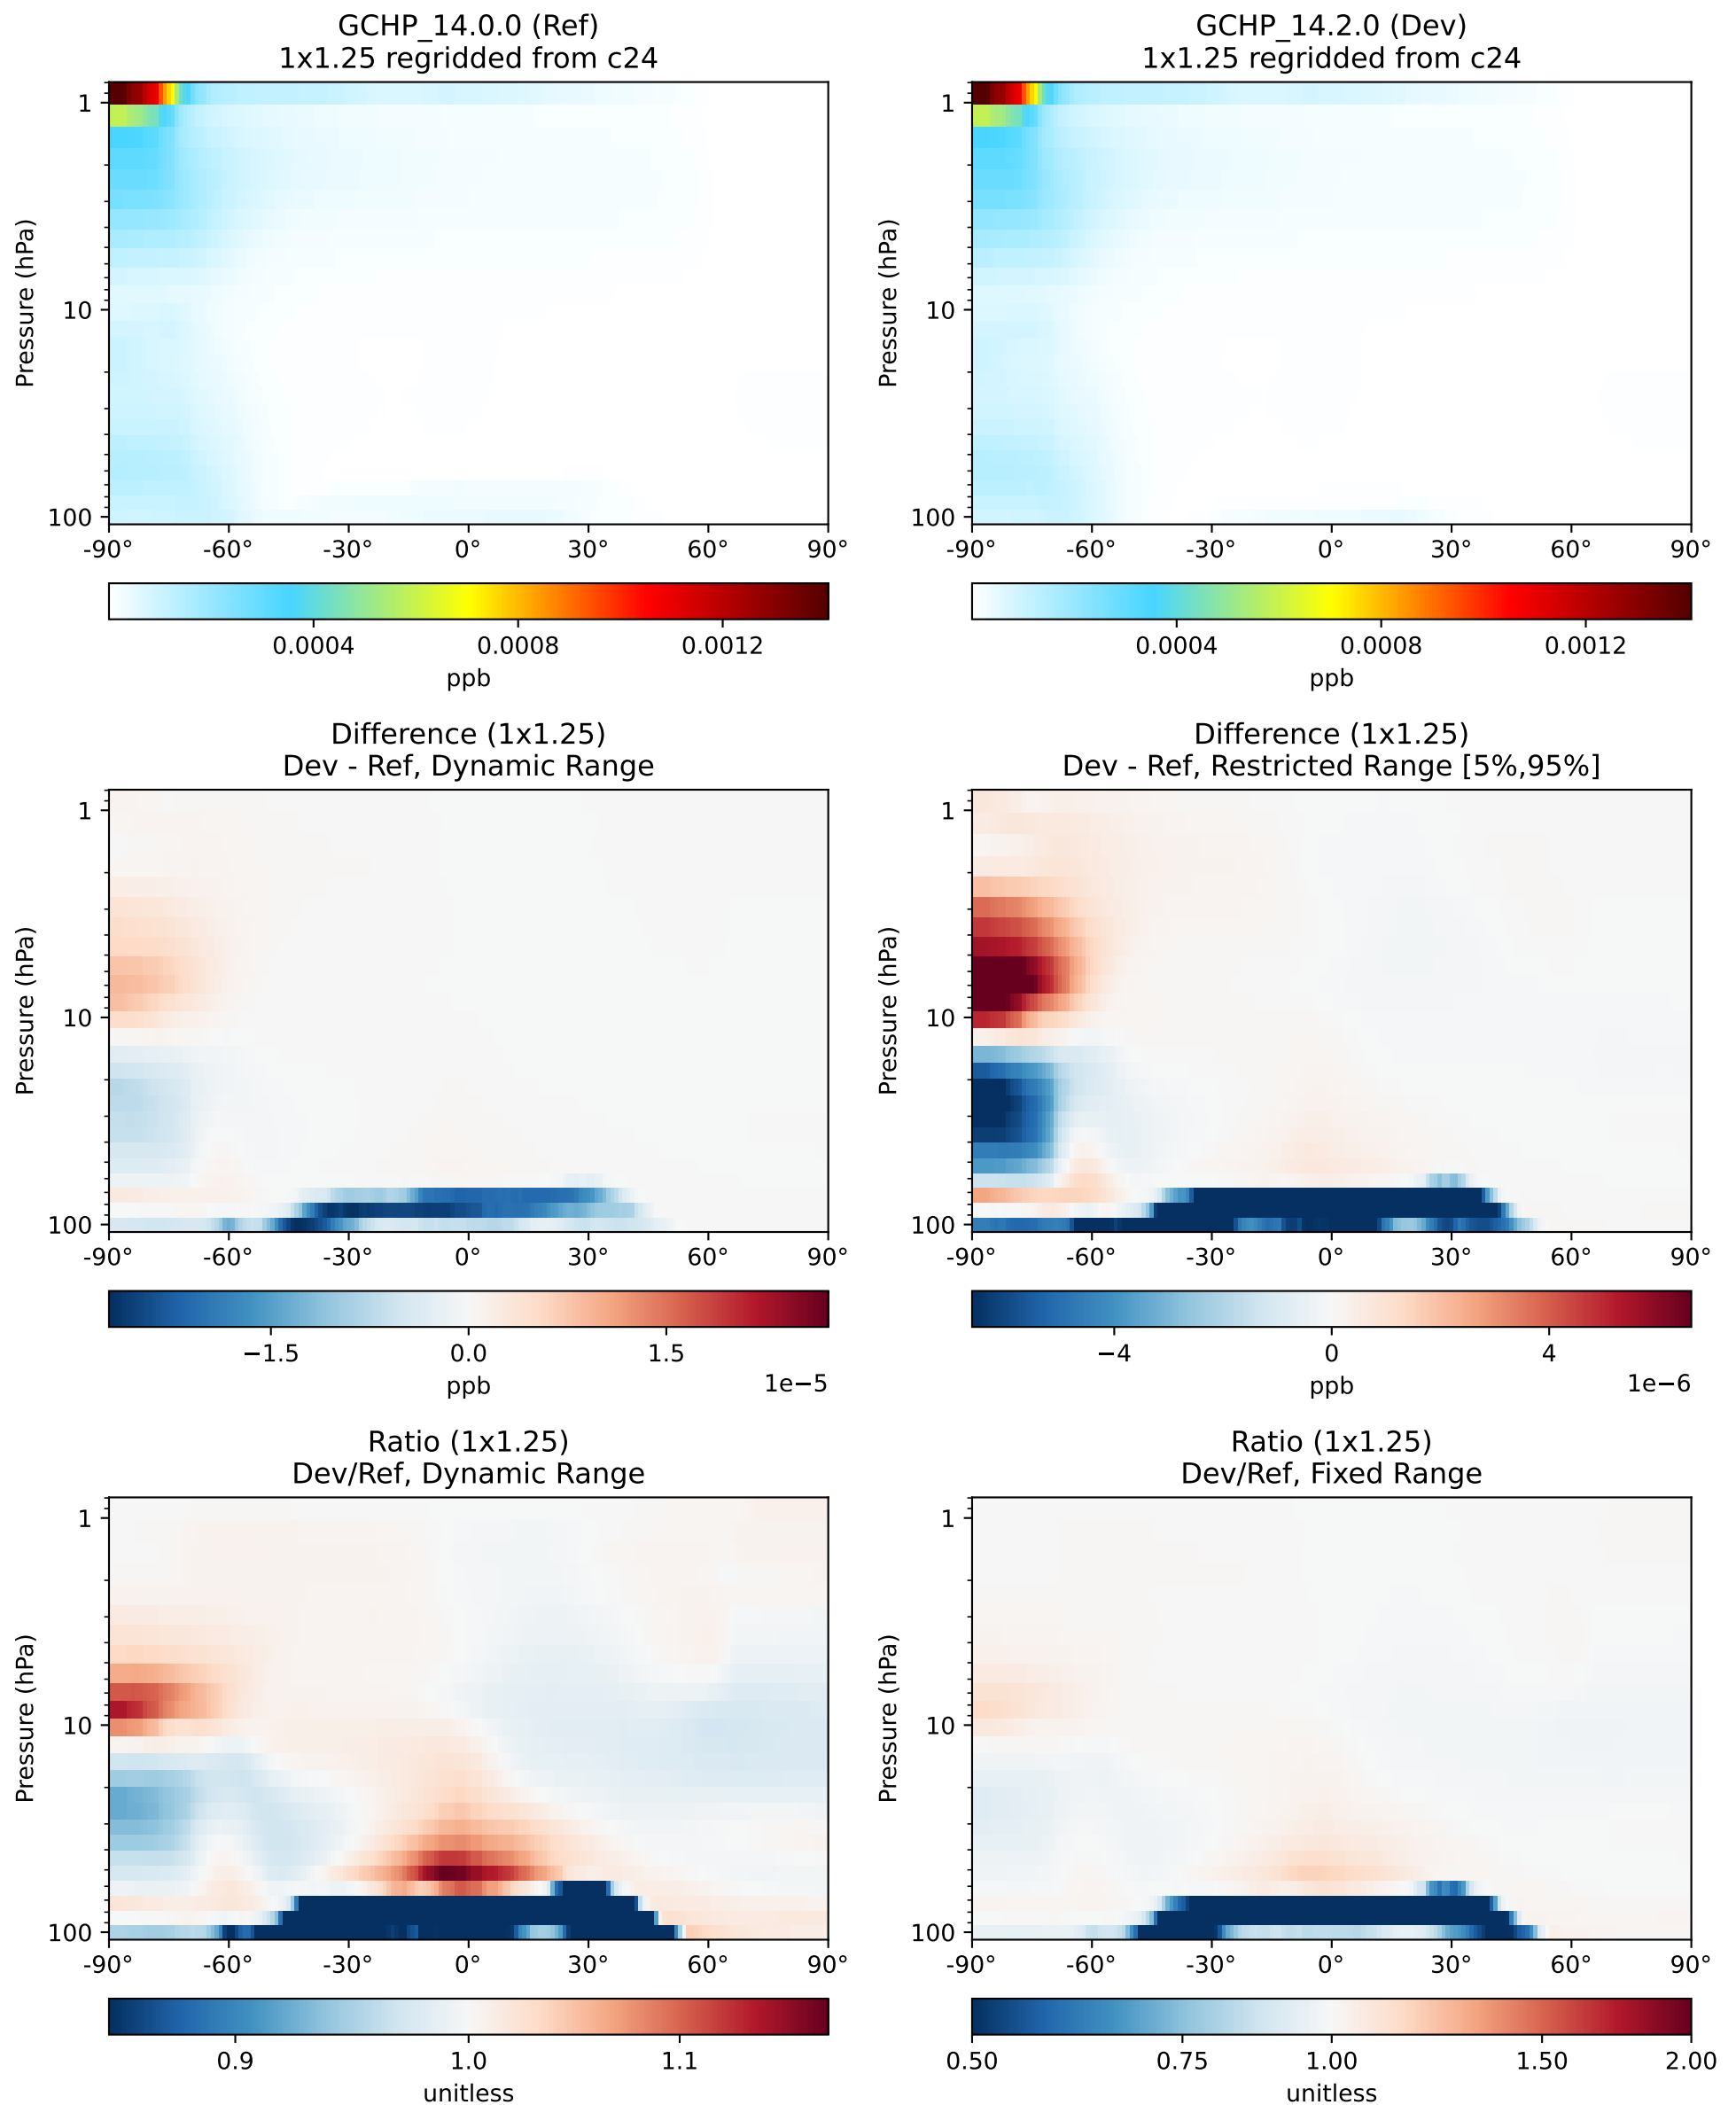 GCHP_14.0.0 (Ref)
1x1.25 regridded from c24
Pressure (hPa)
1
10
100
-90° -60° -30° 0° 30° 60° 90°
0.0004 0.0008 0.0012
ppb
GCHP_14.2.0 (Dev)
1x1.25 regridded from c24
Pressure (hPa)
1
10
100
-90° -60° -30° 0° 30° 60° 90°
0.0004 0.0008 0.0012
ppb
Difference (1x1.25)
Dev - Ref, Dynamic Range
Pressure (hPa)
1
10
100
-90° -60° -30° 0° 30° 60° 90°
−1.5 0.0 1.5
1e−5
ppb
Difference (1x1.25)
Dev - Ref, Restricted Range [5%,95%]
Pressure (hPa)
1
10
100
-90° -60° -30° 0° 30° 60° 90°
−4 0 4
1e−6
ppb
Ratio (1x1.25)
Dev/Ref, Dynamic Range
Pressure (hPa)
1
10
100
-90° -60° -30° 0° 30° 60° 90°
0.9 1.0 1.1
unitless
Ratio (1x1.25)
Dev/Ref, Fixed Range
Pressure (hPa)
1
10
100
-90° -60° -30° 0° 30° 60° 90°
0.50 0.75 1.00 1.50 2.00
unitless